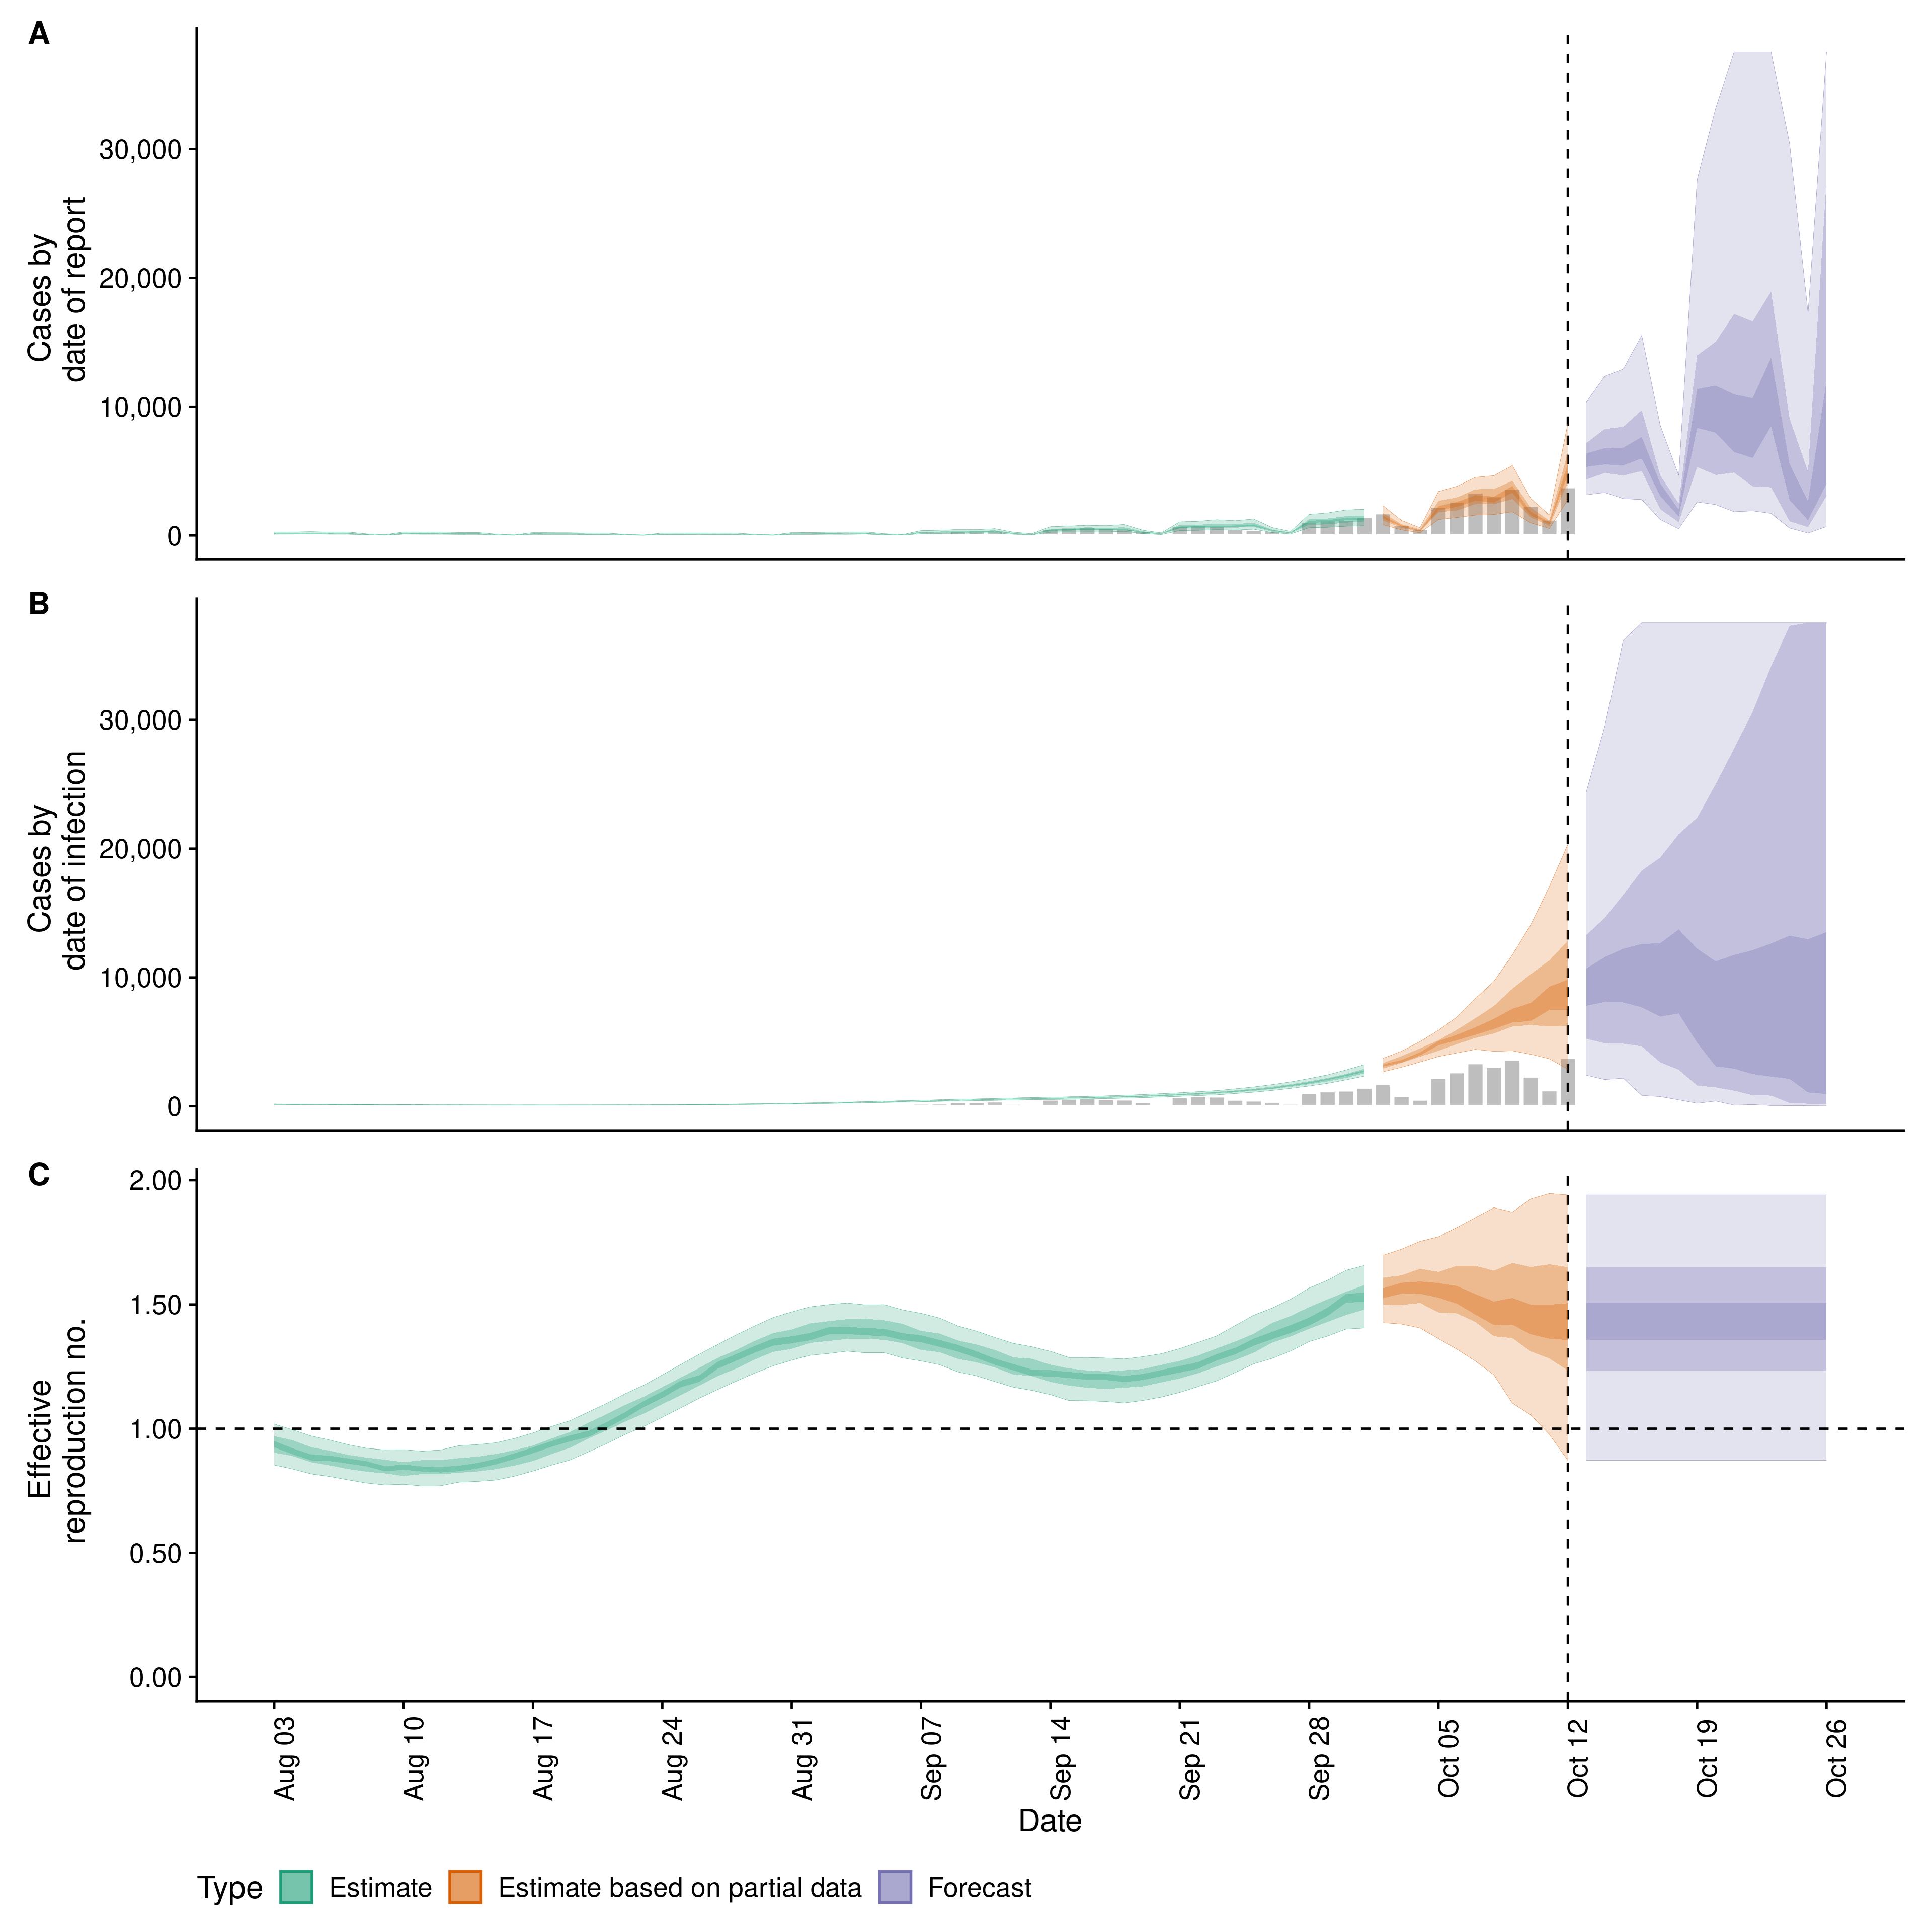 A
Cases by
date of report
30,000
20,000
10,000
0
B
Cases by
date of infection
30,000
20,000
10,000
0
C
Effective
reproduction no.
2.00
1.50
1.00
0.50
0.00
Aug 03
Aug 10
Aug 17
Aug 24
Aug 31
Sep 07
Sep 14
Sep 21
Sep 28
Oct 05
Oct 12
Oct 19
Oct 26
Date
Type Estimate Estimate based on partial data Forecast